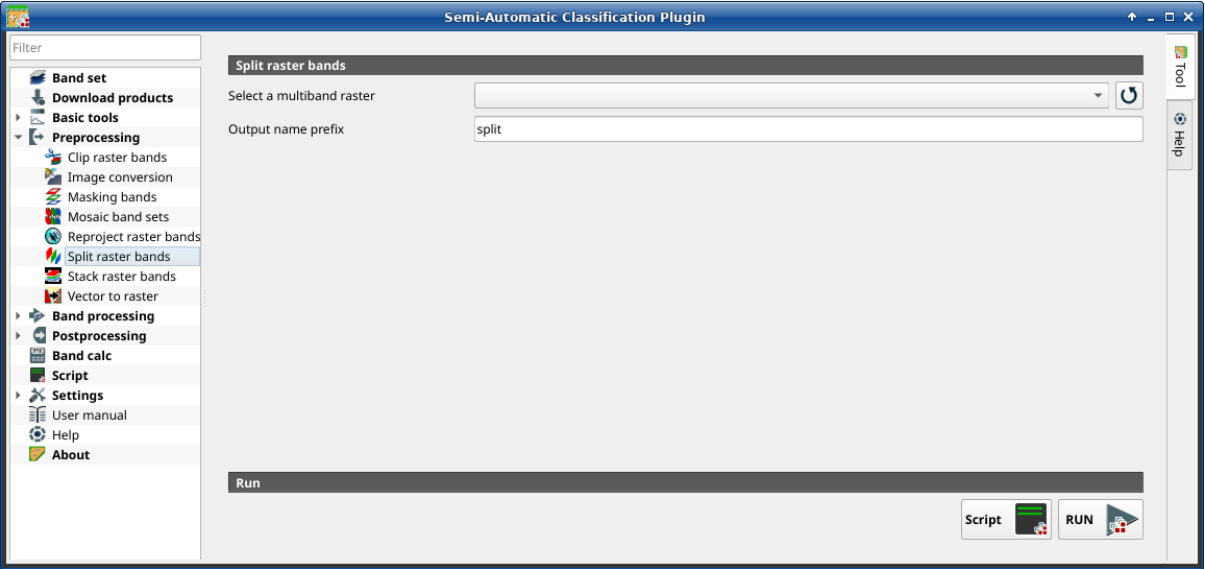 Semi-Automatic Classification Plugin
Filter
Band set
Download products
Basic tools
Preprocessing
Clip raster bands
Image conversion
Masking bands
Mosaic band sets
Reproject raster bands
Split raster bands
Stack raster bands
Vector to raster
Band processing
Postprocessing
Band calc
Script
Settings
User manual
Help
About
Split raster bands
Select a multiband raster
Output name prefix
split
Run
Script
RUN
Tool
Help